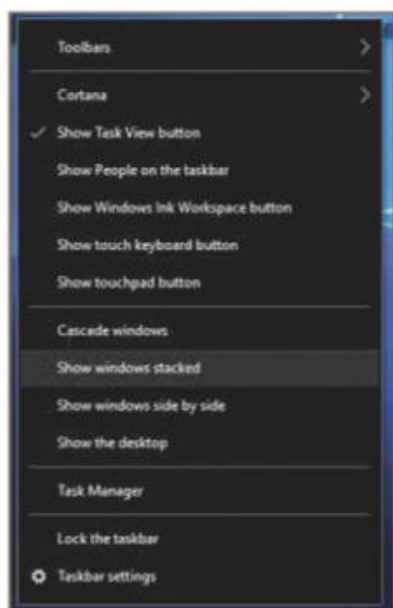 Toolbars
Cortana
Show Task View button
Show People on the taskbar
Show Windows Ink Workspace button
Show touch keyboard button
Show touchpad button
Cascade windows
Show windows stacked
Show windows side by side
Show the desktop
Task Manager
Lock the taskbar
Taskbar settings